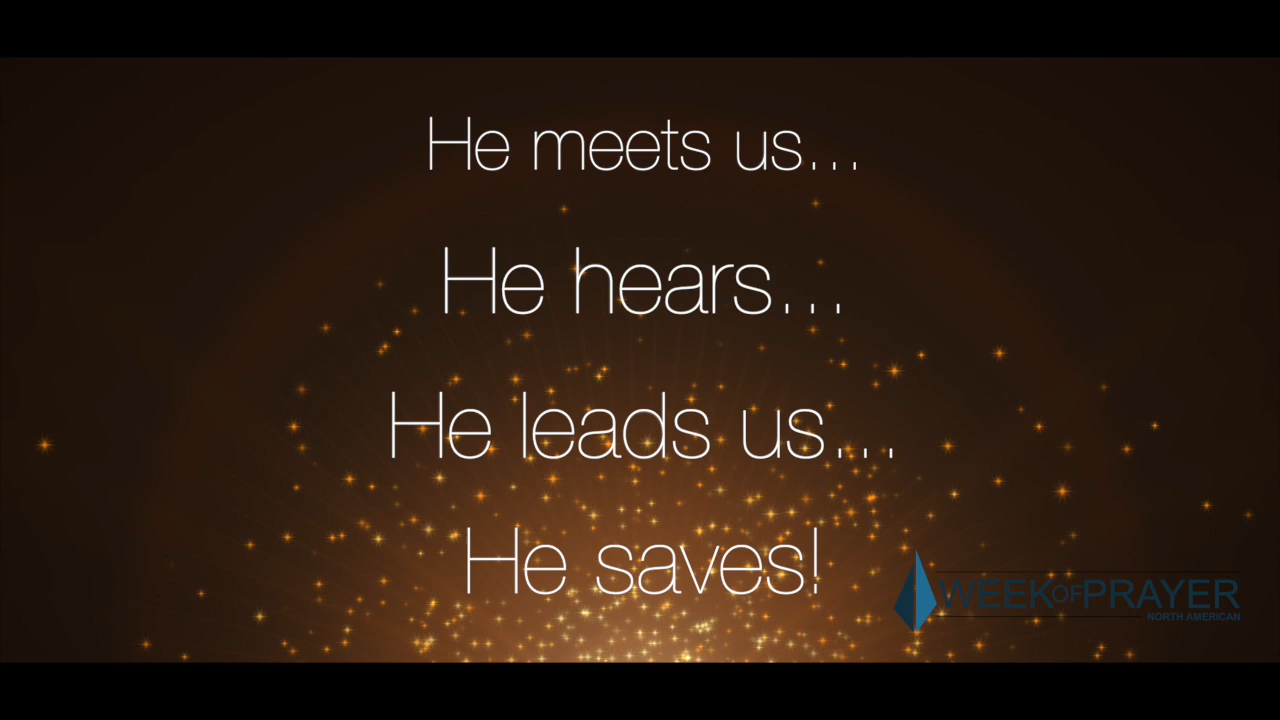 He meets us...
He hears...
He leads us...
He saves!
WEEK OF PRAYER
NORTH AMERICAN